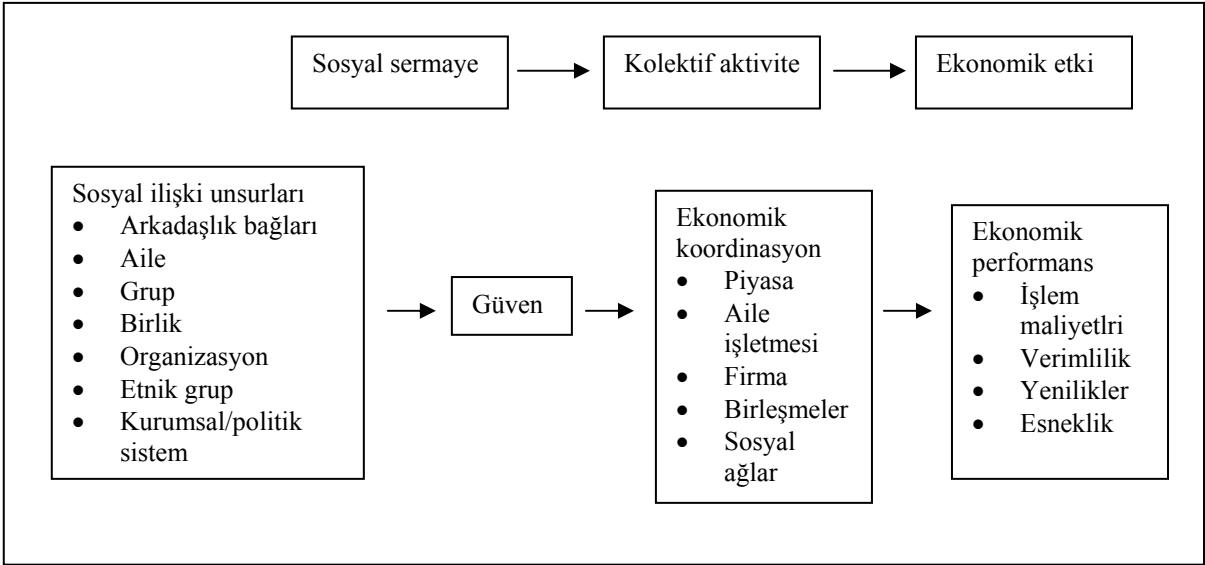 Sosyal sermaye
Kolektif aktivite
Ekonomik etki
Sosyal ilişki unsurları
• Arkadaşlık bağları
• Aile
• Grup
• Birlik
• Organizasyon
• Etnik grup
• Kurumsal/politik
sistem
Güven
Ekonomik
koordinasyon
• Piyasa
• Aile
işletmesi
• Firma
• Birleşmeler
• Sosyal
ağlar
Ekonomik
performans
• İşlem
maliyetlri
• Verimlilik
• Yenilikler
• Esneklik